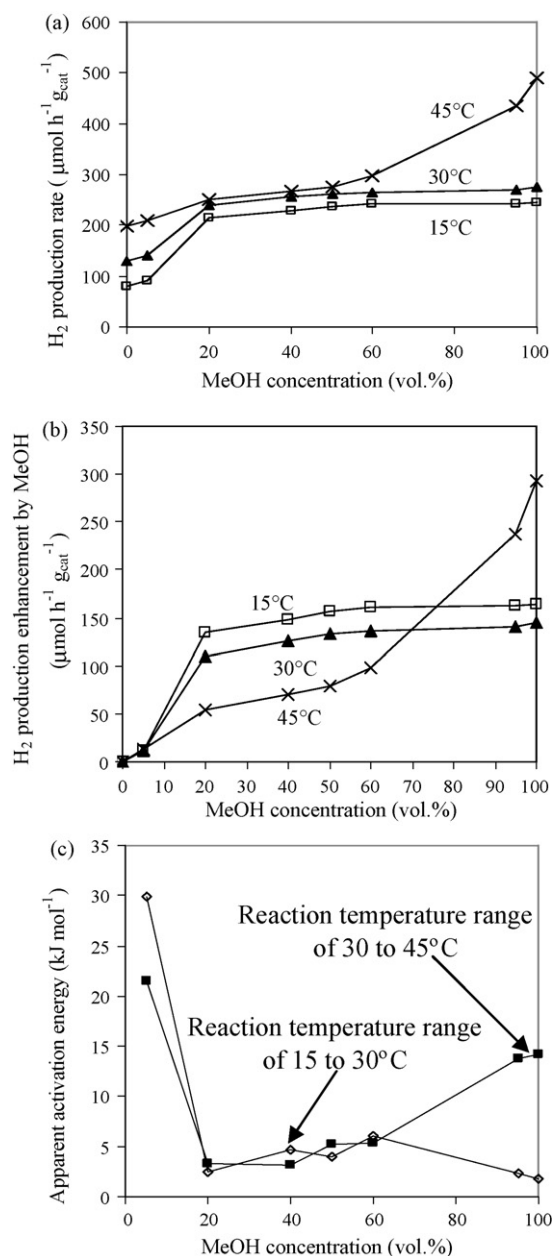 (a)
600
500
400
300
200
100
0
H₂ production rate ( µmol h⁻¹ g_cat⁻¹)
45°C
30°C
15°C
0 20 40 60 80 100
MeOH concentration (vol.%)
(b)
350
300
250
200
150
100
50
0
H₂ production enhancement by MeOH
(µmol h⁻¹ g_cat⁻¹)
15°C
30°C
45°C
0 10 20 30 40 50 60 70 80 90 100
MeOH concentration (vol.%)
(c)
35
30
25
20
15
10
5
0
Apparent activation energy (kJ mol⁻¹)
Reaction temperature range
of 30 to 45°C
Reaction temperature range
of 15 to 30°C
0 20 40 60 80 100
MeOH concentration (vol.%)